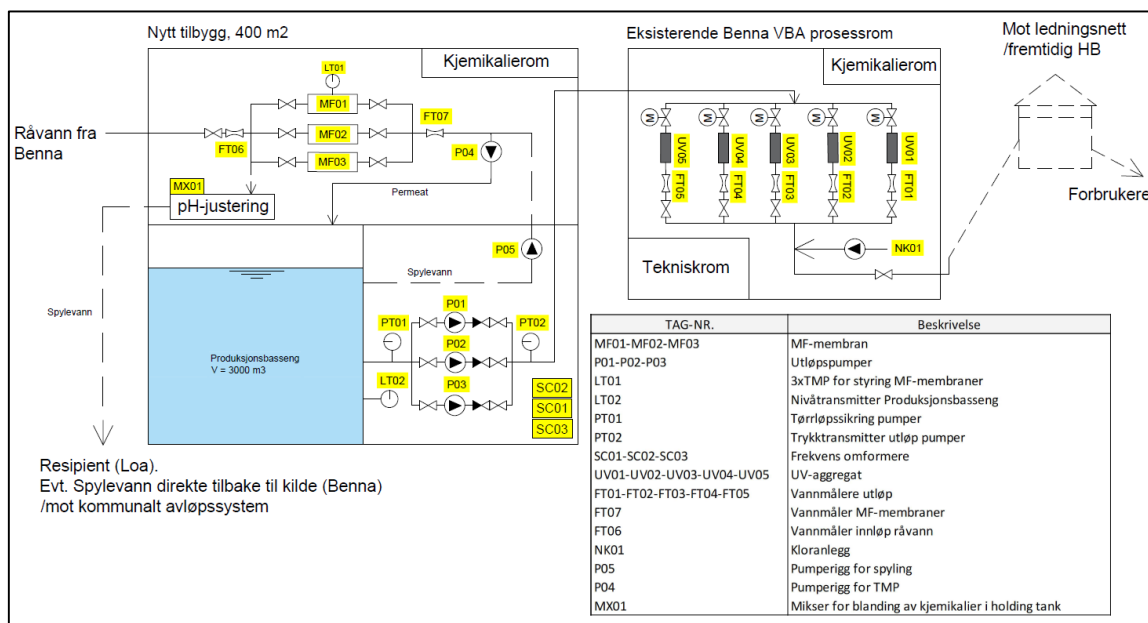 Nytt tilbygg, 400 m2
Kjemikalierom
LT01
MF01
MF02
MF03
FT07
FT06
Råvann fra
Benna
P04
MX01
pH-justering
Permeat
P05
Spylevann
Spylevann
P01
PT01
PT02
P02
P03
LT02
SC02
SC01
SC03
Produksjonsbasseng
V = 3000 m3
Resipient (Loa).
Evt. Spylevann direkte tilbake til kilde (Benna)
/mot kommunalt avløpssystem
Eksisterende Benna VBA prosessrom
Kjemikalierom
M
M
M
M
M
UV05
UV04
UV03
UV02
UV01
FT05
FT04
FT03
FT02
FT01
NK01
Tekniskrom
Mot ledningsnett
/fremtidig HB
Forbrukere
TAG-NR. Beskrivelse
MF01-MF02-MF03 MF-membran
P01-P02-P03 Utløpspumper
LT01 3xTMP for styring MF-membraner
LT02 Nivåtransmitter Produksjonsbasseng
PT01 Tørrløpssikring pumper
PT02 Trykktransmitter utløp pumper
SC01-SC02-SC03 Frekvens omformere
UV01-UV02-UV03-UV04-UV05 UV-aggregat
FT01-FT02-FT03-FT04-FT05 Vannmålere utløp
FT07 Vannmåler MF-membraner
FT06 Vannmåler innløp råvann
NK01 Kloranlegg
P05 Pumperigg for spyling
P04 Pumperigg for TMP
MX01 Mikser for blanding av kjemikalier i holding tank